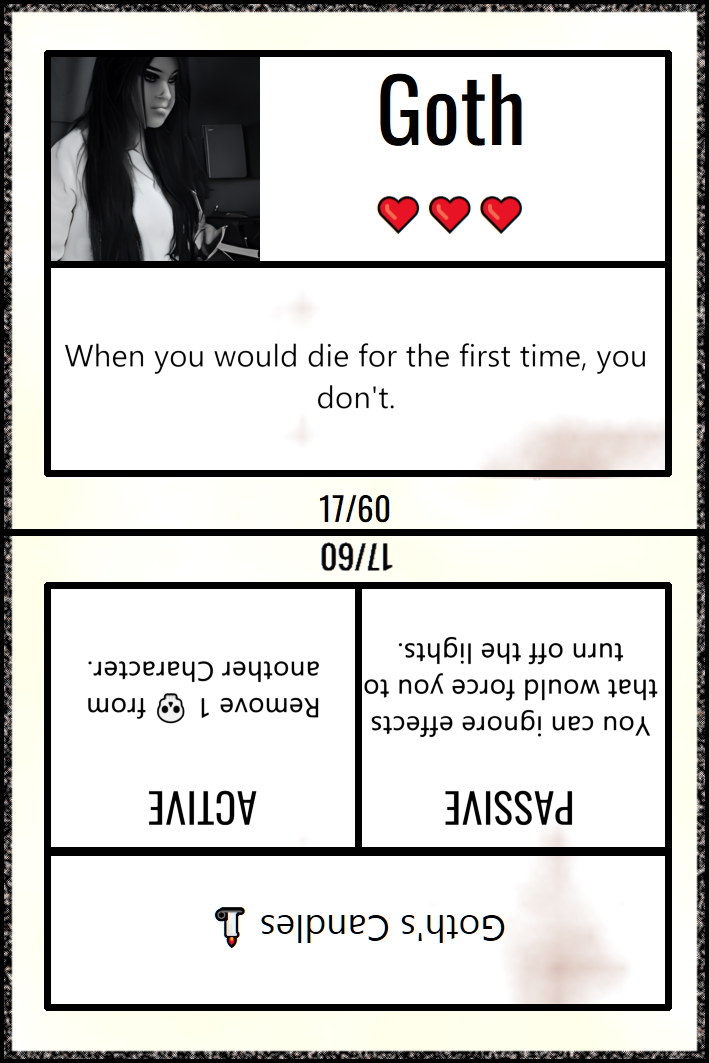 Goth
❤️❤️❤️
When you would die for the first time, you
don't.
17/60
17/60
Goth's Candles 🕯️
PASSIVE
You can ignore effects
that would force you to
turn off the lights.
ACTIVE
Remove 1 💀 from
another Character.